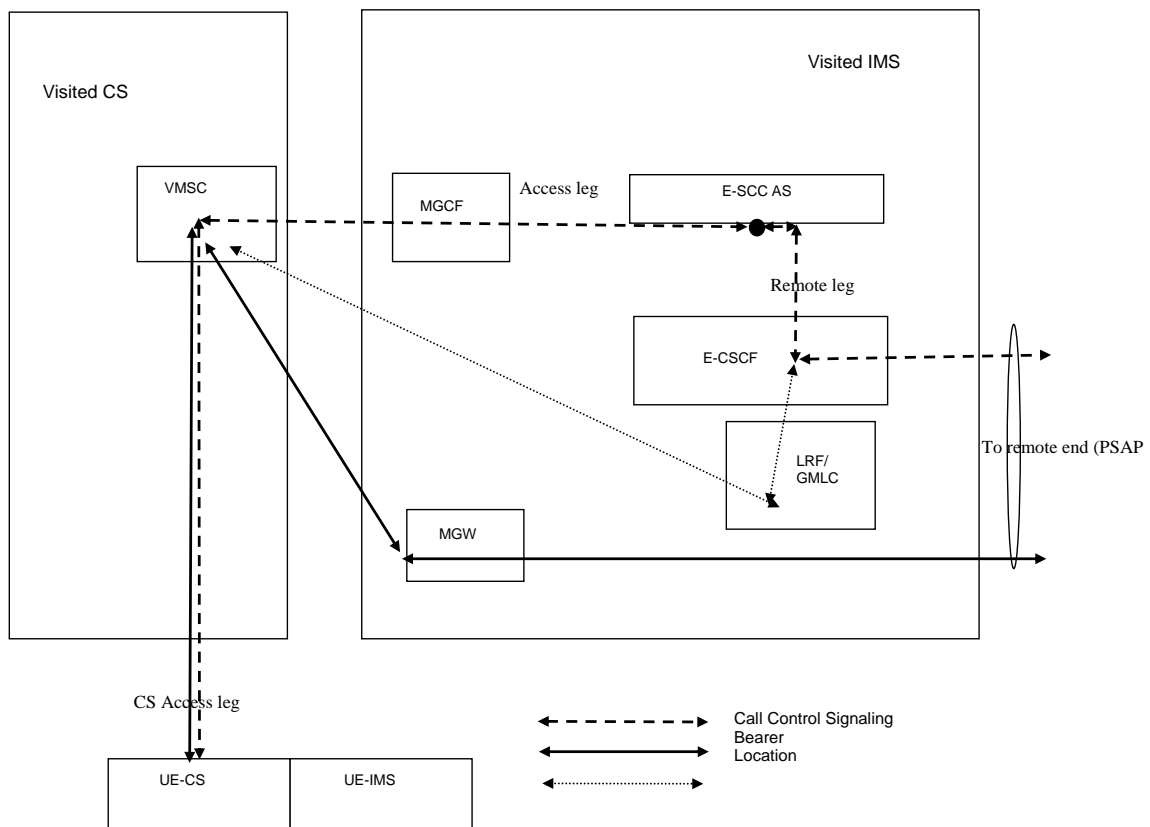 Visited IMS
Visited CS
VMSC
MGCF
Access leg
E-SCC AS
Remote leg
E-CSCF
To remote end (PSAP
LRF/
GMLC
MGW
CS Access leg
Call Control Signaling
Bearer
Location
UE-CS
UE-IMS